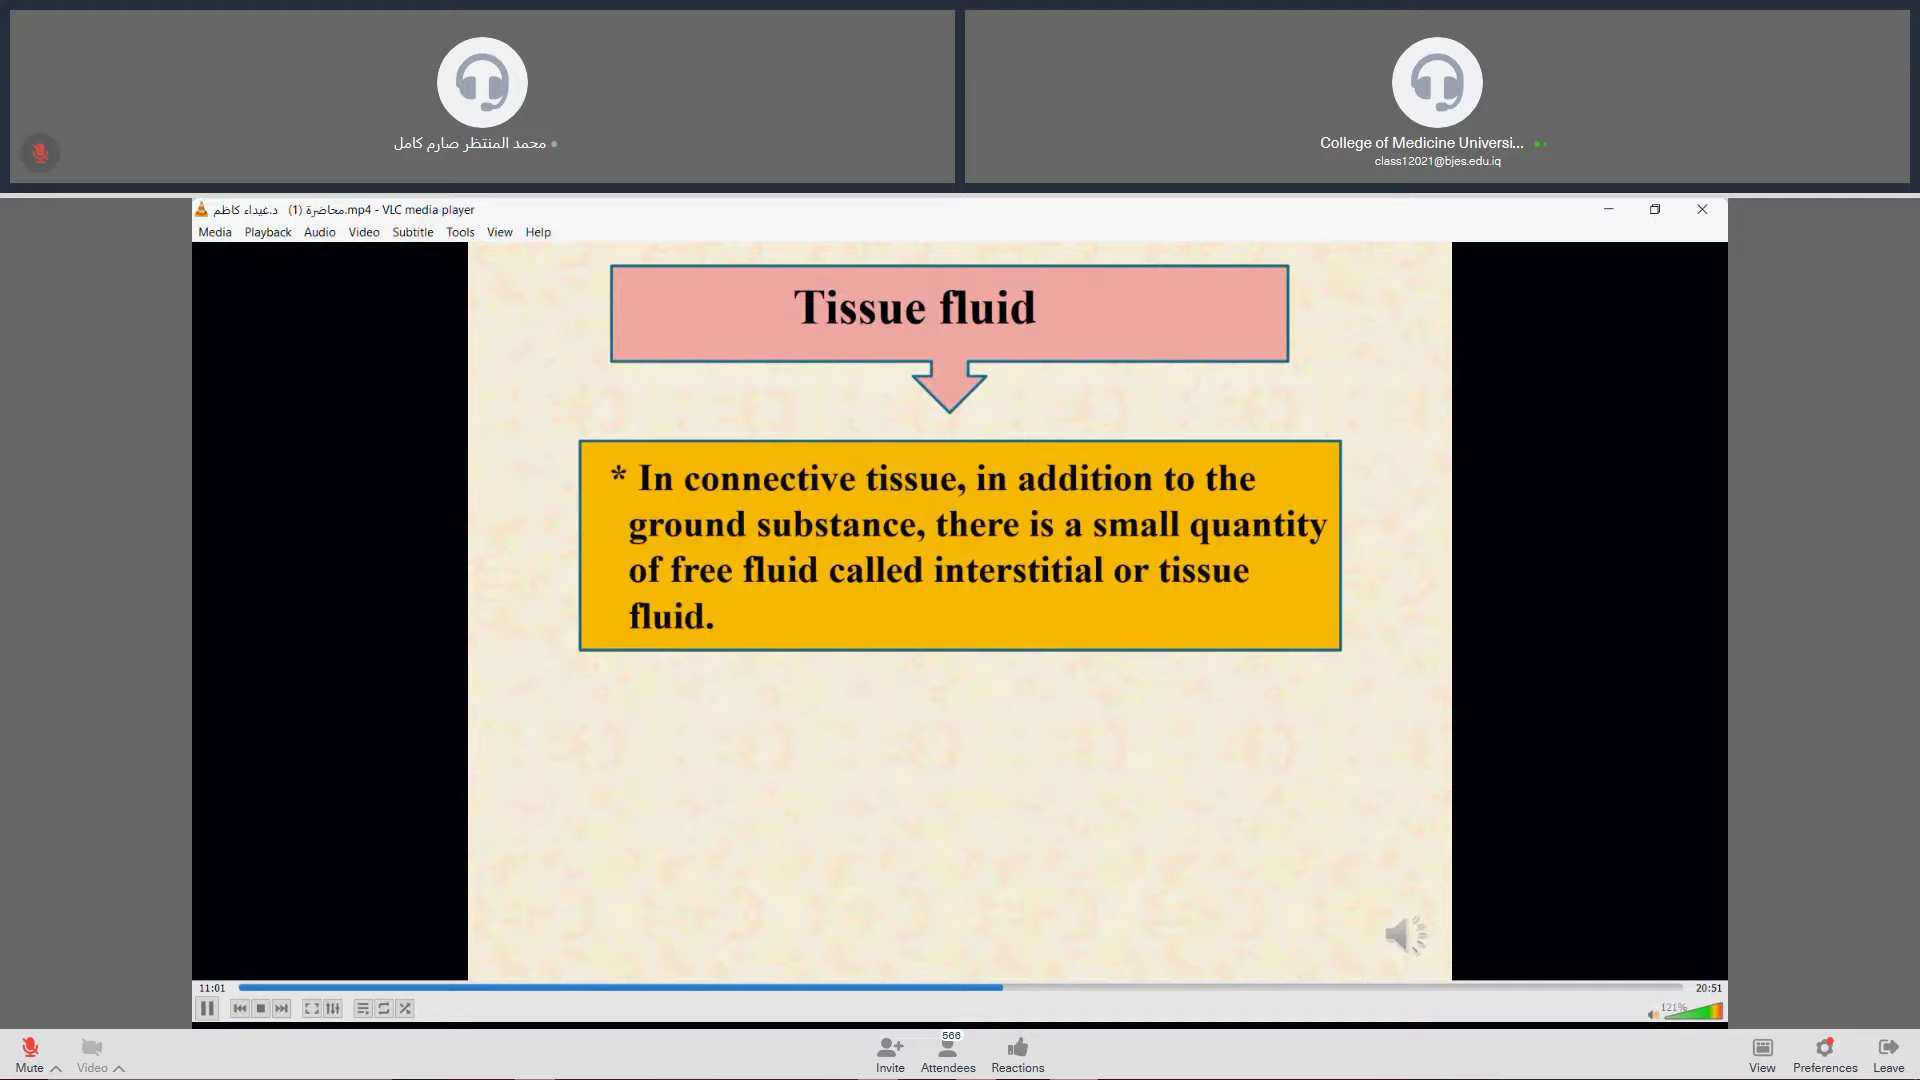 محمد المنتظر صارم كامل
College of Medicine Universi...
class12021@bjes.edu.iq
محاضرة (1) د.غيداء كاظم.mp4 - VLC media player
Media Playback Audio Video Subtitle Tools View Help
Tissue fluid
* In connective tissue, in addition to the
ground substance, there is a small quantity
of free fluid called interstitial or tissue
fluid.
11:01
20:51
121%
566
Mute
Video
Invite
Attendees
Reactions
View
Preferences
Leave